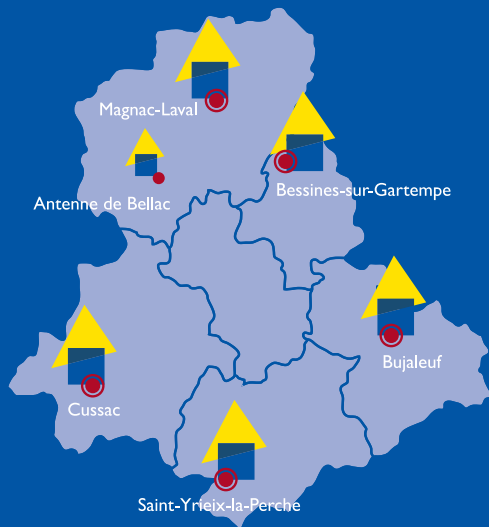 Magnac-Laval
Bessines-sur-Gartempe
Antenne de Bellac
Bujaleuf
Cussac
Saint-Yrieix-la-Perche